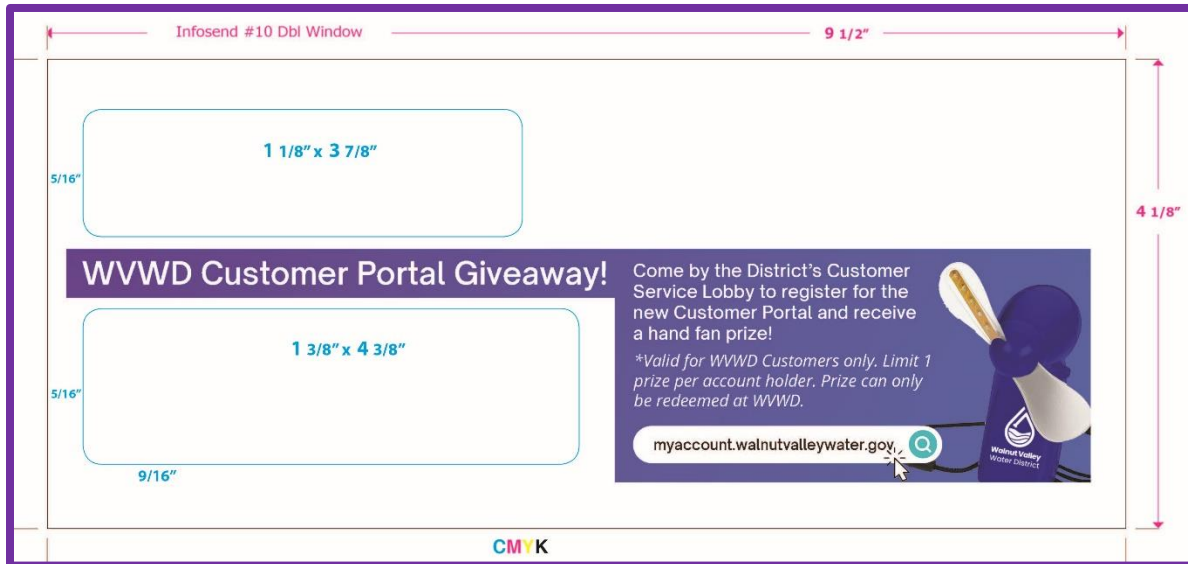 Infosend #10 Dbl Window
9 1/2"
1 1/8" x 3 7/8"
5/16"
4 1/8"
WVWD Customer Portal Giveaway!
Come by the District's Customer
Service Lobby to register for the
new Customer Portal and receive
a hand fan prize!
*Valid for WVWD Customers only. Limit 1
prize per account holder. Prize can only
be redeemed at WVWD.
myaccount.walnutvalleywater.gov
Walnut Valley
Water District
1 3/8" x 4 3/8"
5/16"
9/16"
CMYK